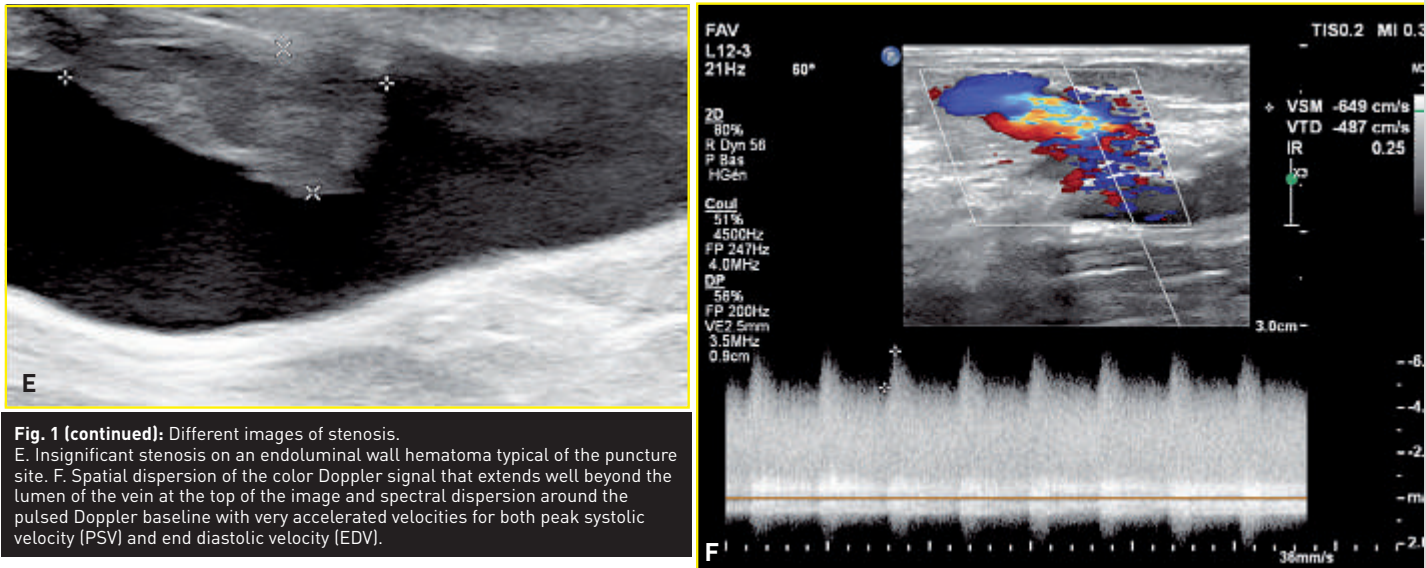 E
Fig. 1 (continued): Different images of stenosis.
E. Insignificant stenosis on an endoluminal wall hematoma typical of the puncture
site. F. Spatial dispersion of the color Doppler signal that extends well beyond the
lumen of the vein at the top of the image and spectral dispersion around the
pulsed Doppler baseline with very accelerated velocities for both peak systolic
velocity (PSV) and end diastolic velocity (EDV).
FAV
L12-3
21Hz 60°
TIS0.2 MI 0.3
P
2D
80%
R Dyn 56
P Bas
HGén
Coul
51%
4500Hz
FP 247Hz
4.0MHz
DP
56%
FP 200Hz
VE2.5mm
3.5MHz
0.9cm
VSM -649 cm/s
VTD -487 cm/s
IR 0.25
3.0cm
-4
-2.
-2.
36mm/s
F